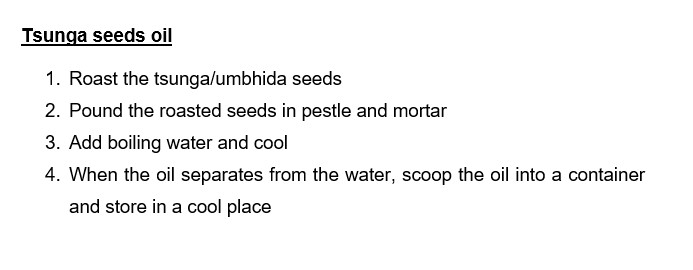 Tsunga seeds oil
1. Roast the tsunga/umbhida seeds
2. Pound the roasted seeds in pestle and mortar
3. Add boiling water and cool
4. When the oil separates from the water, scoop the oil into a container
and store in a cool place